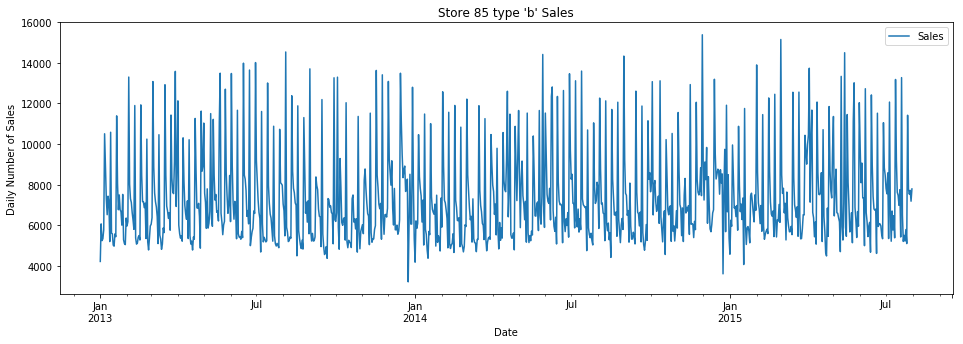 Store 85 type 'b' Sales
Sales
Daily Number of Sales
16000
14000
12000
10000
8000
6000
4000
Jan
2013
Jul
Jan
2014
Jul
Jan
2015
Jul
Date